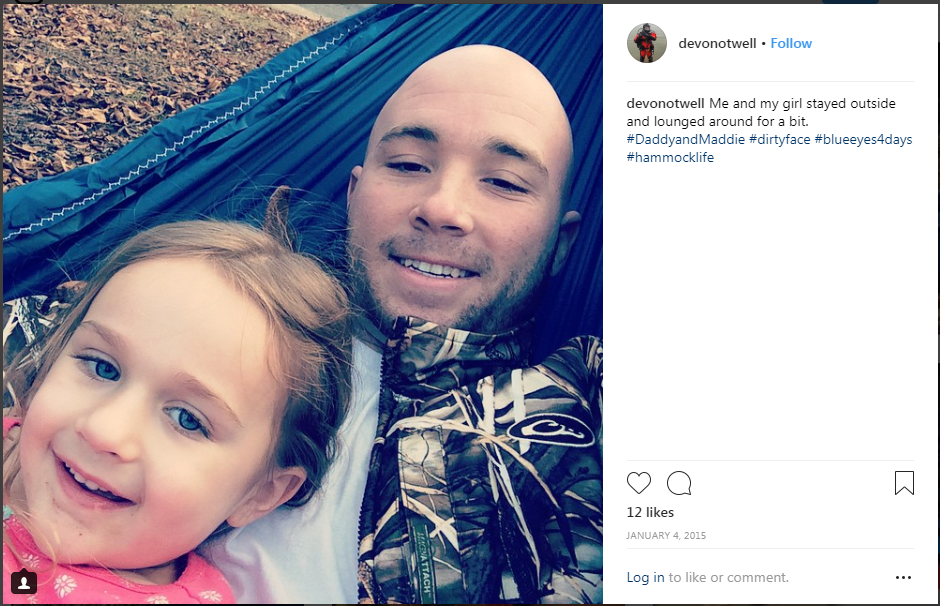 devonotwell • Follow
devonotwell Me and my girl stayed outside
and lounged around for a bit.
#DaddyandMaddie #dirtyface #blueeyes4days
#hammocklife
MAGNATTACH
12 likes
JANUARY 4, 2015
Log in to like or comment.